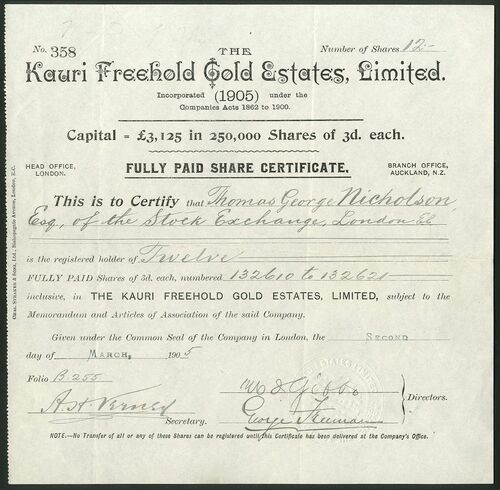 No. 358
THE
Number of Shares 12-
Kauri Freehold Gold Estates, Limited.
Incorporated (1905) under the
Companies Acts 1862 to 1900.
Capital = £3,125 in 250,000 Shares of 3d. each.
HEAD OFFICE,
LONDON.
FULLY PAID SHARE CERTIFICATE.
BRANCH OFFICE,
AUCKLAND, N.Z.
This is to Certify that Thomas George Nicholson
Esq, of the Stock Exchange, London EC
is the registered holder of Twelve
FULLY PAID Shares of 3d. each, numbered 132610 to 132621
inclusive, in THE KAURI FREEHOLD GOLD ESTATES, LIMITED, subject to the
Memorandum and Articles of Association of the said Company.
Given under the Common Seal of the Company in London, the SECOND
day of MARCH, 1905
Folio B.255
Directors.
George
Secretary.
NOTE.—No Transfer of all or any of these Shares can be registered until this Certificate has been delivered at the Company's Office.